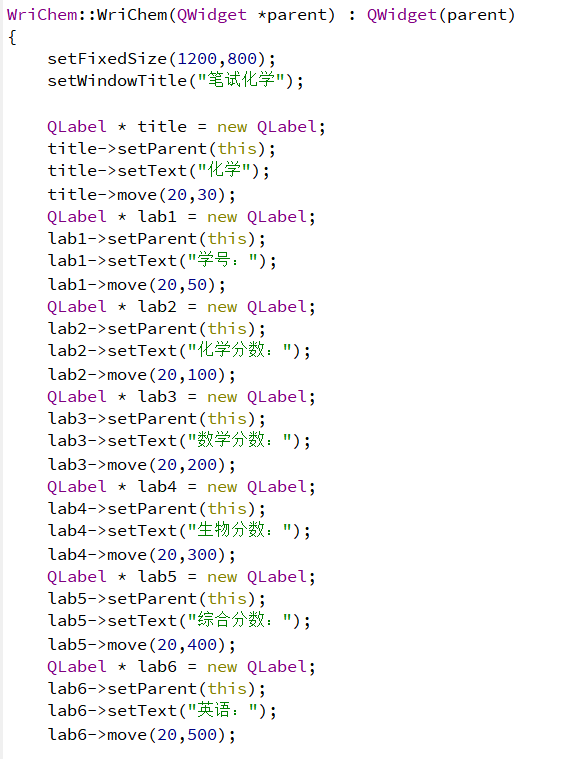 WriChem::WriChem(QWidget *parent) : QWidget(parent)
{
    setFixedSize(1200,800);
    setWindowTitle("笔试化学");

    QLabel * title = new QLabel;
    title->setParent(this);
    title->setText("化学");
    title->move(20,30);
    QLabel * lab1 = new QLabel;
    lab1->setParent(this);
    lab1->setText("学号：");
    lab1->move(20,50);
    QLabel * lab2 = new QLabel;
    lab2->setParent(this);
    lab2->setText("化学分数：");
    lab2->move(20,100);
    QLabel * lab3 = new QLabel;
    lab3->setParent(this);
    lab3->setText("数学分数：");
    lab3->move(20,200);
    QLabel * lab4 = new QLabel;
    lab4->setParent(this);
    lab4->setText("生物分数：");
    lab4->move(20,300);
    QLabel * lab5 = new QLabel;
    lab5->setParent(this);
    lab5->setText("综合分数：");
    lab5->move(20,400);
    QLabel * lab6 = new QLabel;
    lab6->setParent(this);
    lab6->setText("英语：");
    lab6->move(20,500);